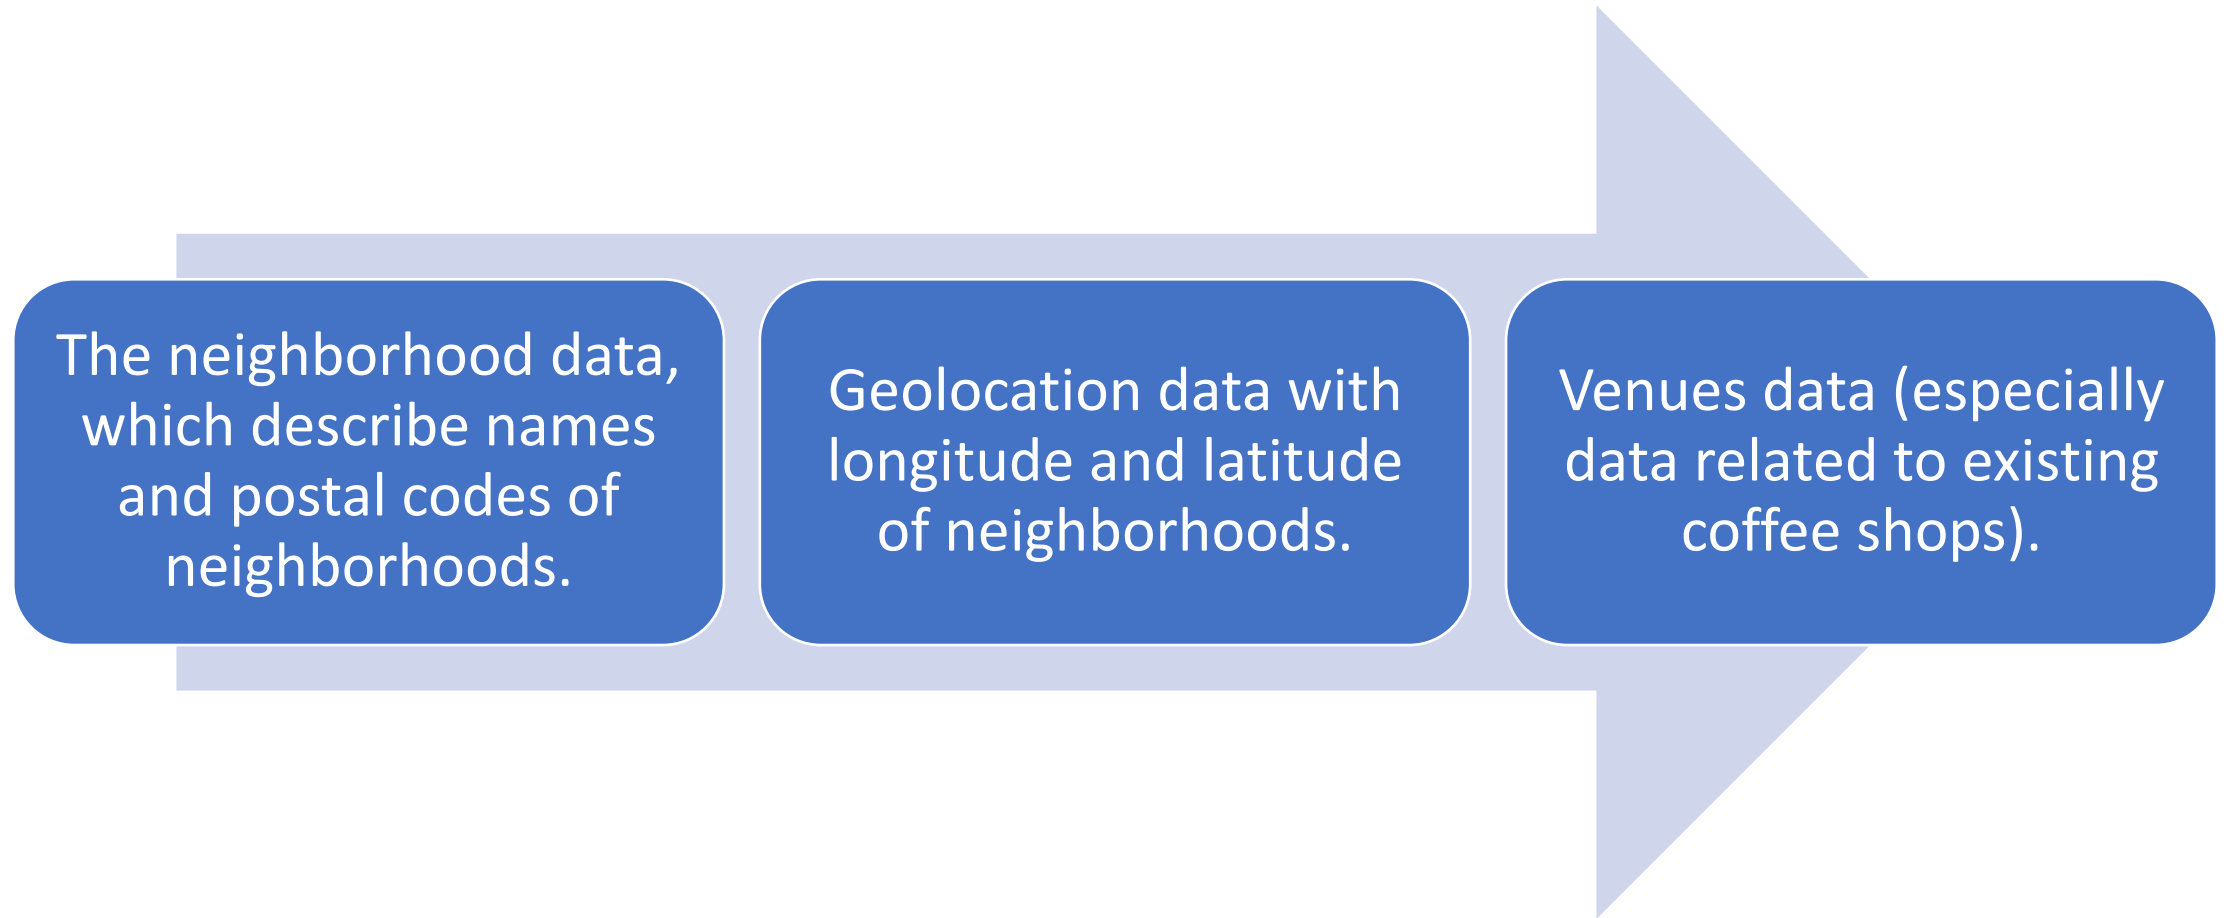 The neighborhood data,
which describe names
and postal codes of
neighborhoods.
Geolocation data with
longitude and latitude
of neighborhoods.
Venues data (especially
data related to existing
coffee shops).